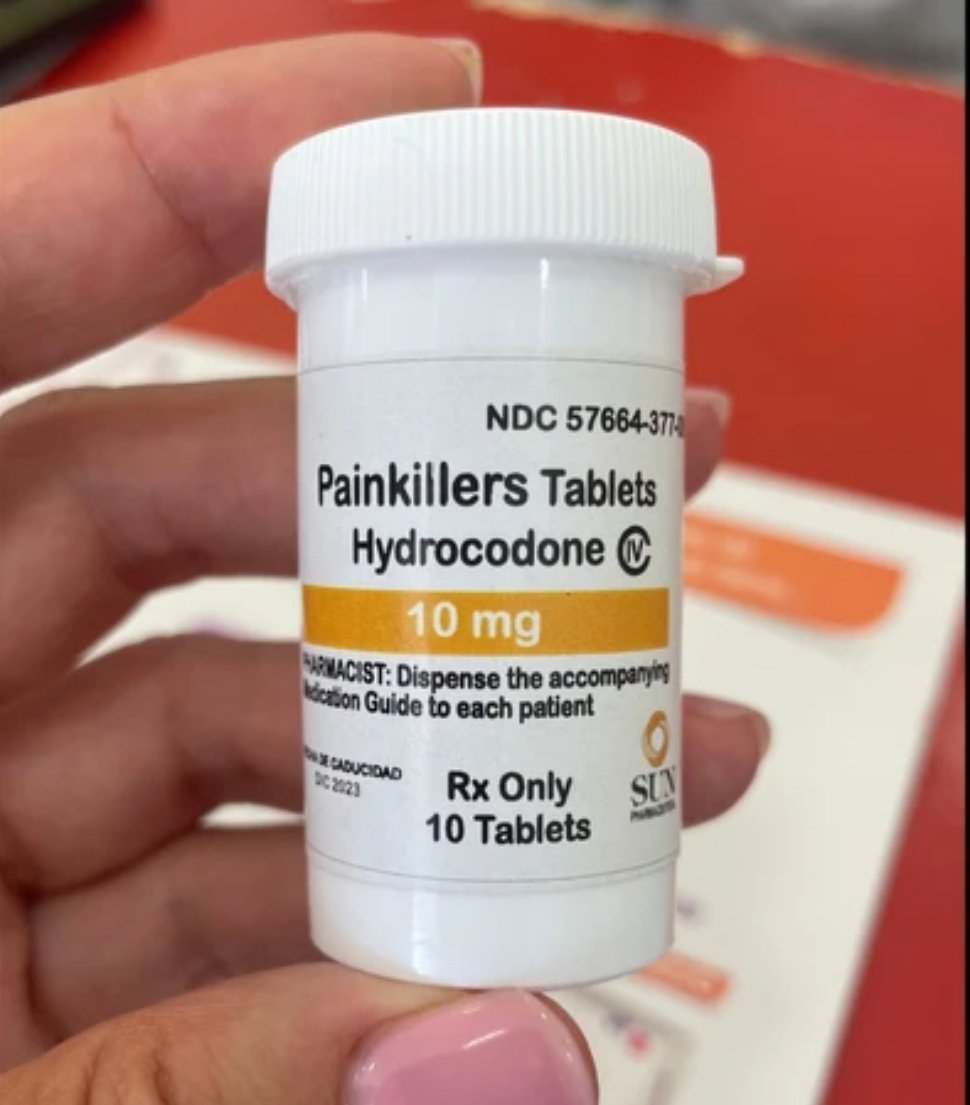 NDC 57664-377-
Painkillers Tablets
Hydrocodone CIV
10 mg
PHARMACIST: Dispense the accompanying
Medication Guide to each patient
DE CADUCIDAD
DIC 2023
Rx Only
10 Tablets
SUN